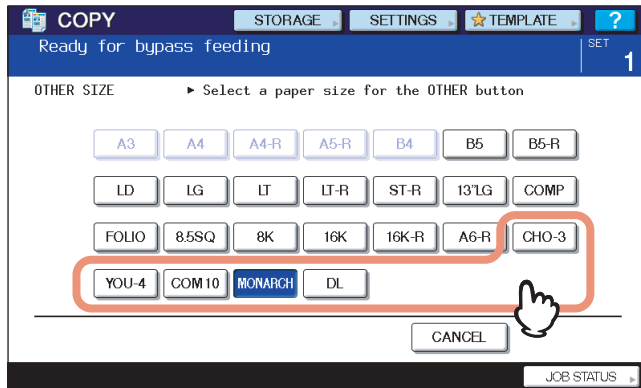 COPY STORAGE SETTINGS TEMPLATE ?
Ready for bypass feeding SET 1
OTHER SIZE ▶ Select a paper size for the OTHER button
A3 A4 A4-R A5-R B4 B5 B5-R
LD LG LT LT-R ST-R 13"LG COMP
FOLIO 8.5SQ 8K 16K 16K-R A6-R CHO-3
YOU-4 COM10 MONARCH DL
CANCEL
JOB STATUS